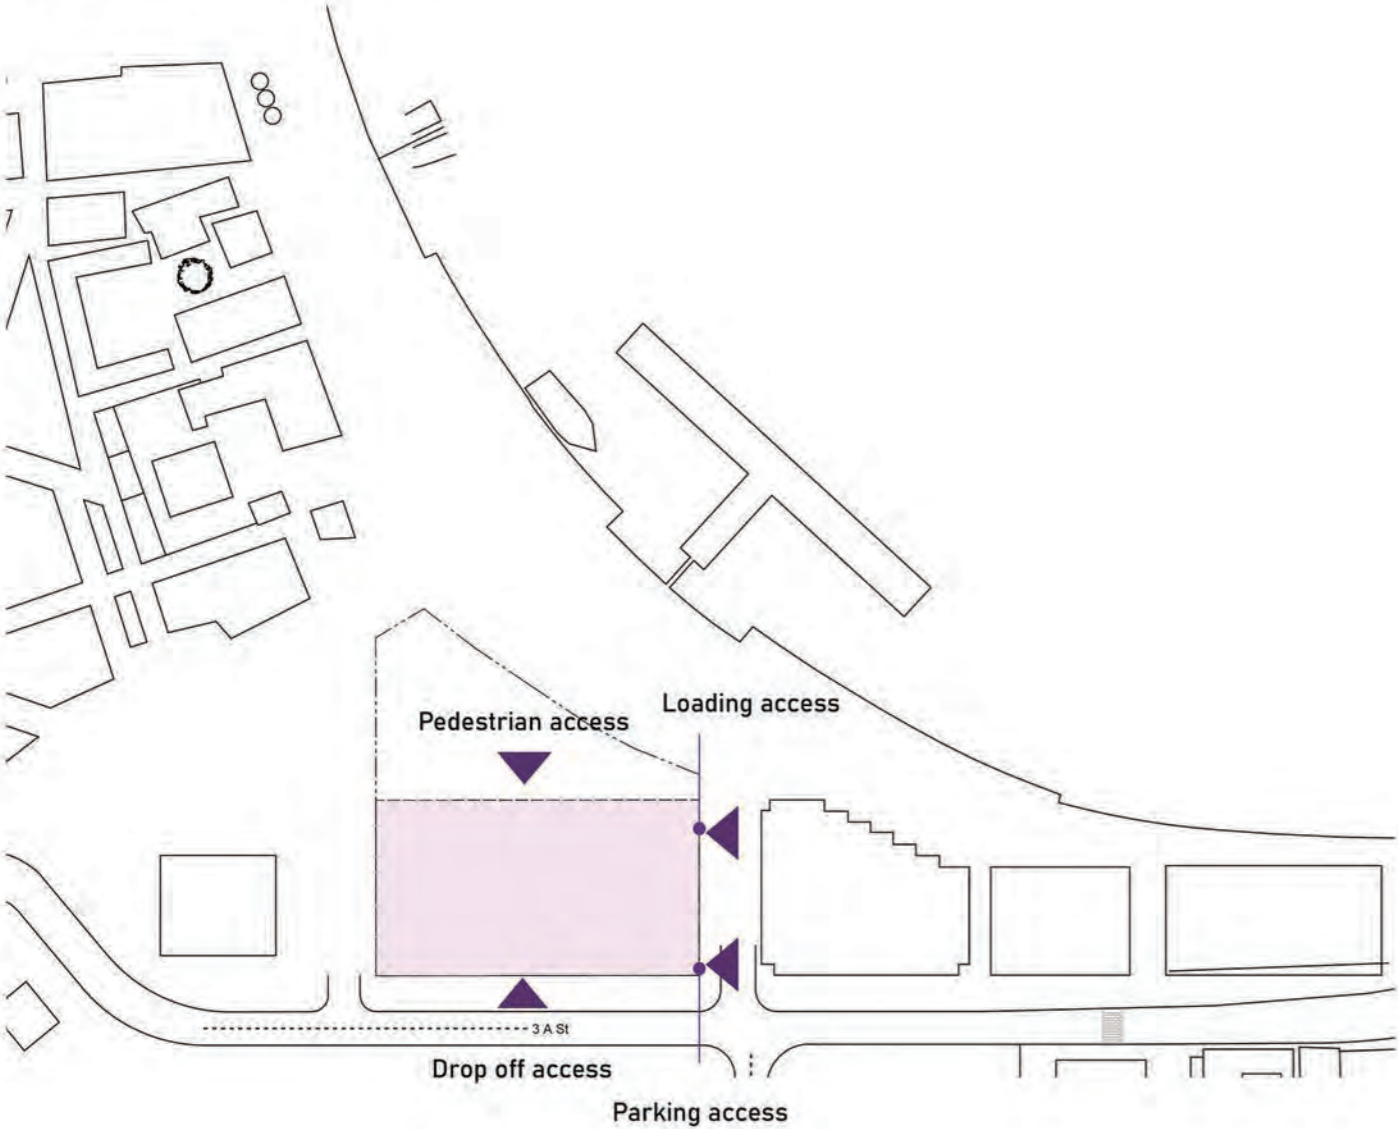 Loading access
Pedestrian access
3 A St
Drop off access
Parking access